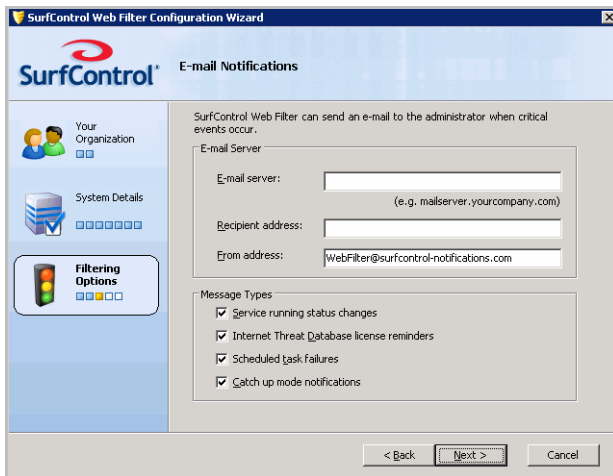 SurfControl Web Filter Configuration Wizard
SurfControl
E-mail Notifications
Your
Organization
System Details
Filtering
Options
SurfControl Web Filter can send an e-mail to the administrator when critical
events occur.
E-mail Server
E-mail server:
(e.g. mailserver.yourcompany.com)
Recipient address:
From address:
WebFilter@surfcontrol-notifications.com
Message Types
Service running status changes
Internet Threat Database license reminders
Scheduled task failures
Catch up mode notifications
< Back
Next >
Cancel